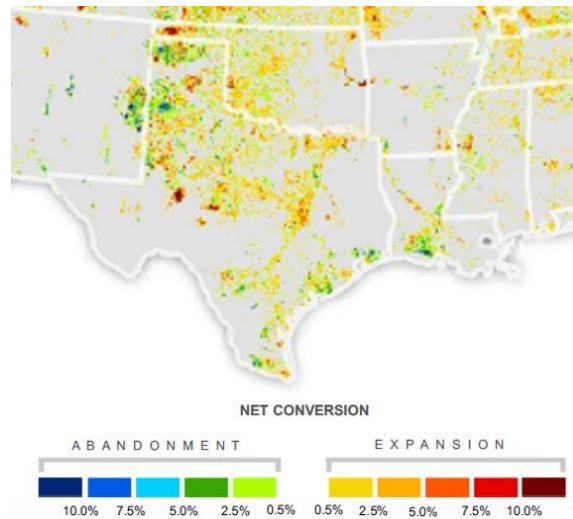 NET CONVERSION
ABANDONMENT EXPANSION
10.0% 7.5% 5.0% 2.5% 0.5% 0.5% 2.5% 5.0% 7.5% 10.0%